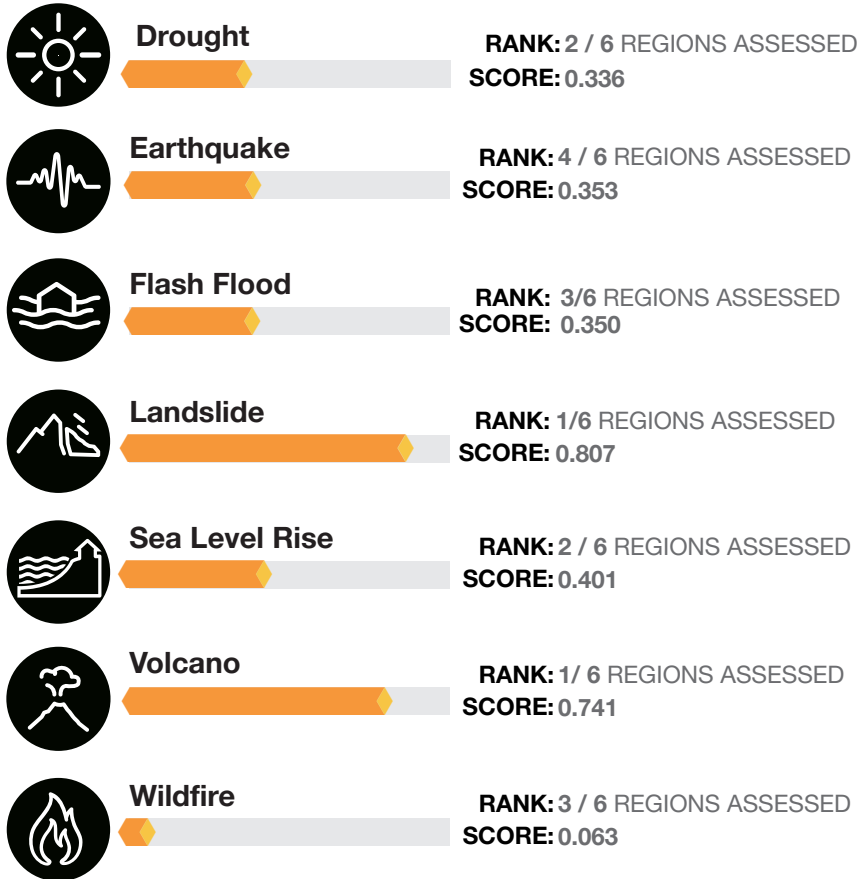 Drought
RANK: 2 / 6 REGIONS ASSESSED
SCORE: 0.336
Earthquake
RANK: 4 / 6 REGIONS ASSESSED
SCORE: 0.353
Flash Flood
RANK: 3/6 REGIONS ASSESSED
SCORE: 0.350
Landslide
RANK: 1/6 REGIONS ASSESSED
SCORE: 0.807
Sea Level Rise
RANK: 2 / 6 REGIONS ASSESSED
SCORE: 0.401
Volcano
RANK: 1/ 6 REGIONS ASSESSED
SCORE: 0.741
Wildfire
RANK: 3 / 6 REGIONS ASSESSED
SCORE: 0.063